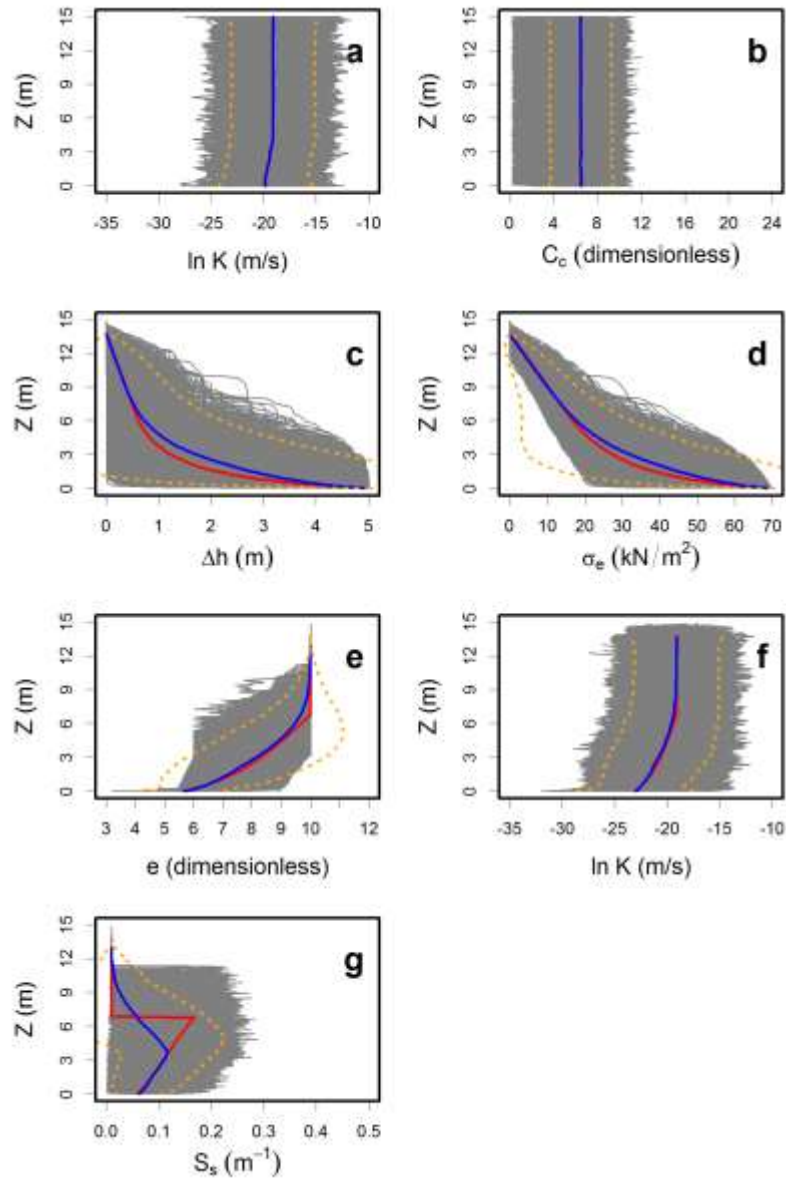 a
Z (m)
0 3 6 9 12 15
-35 -30 -25 -20 -15 -10
ln K (m/s)
b
Z (m)
0 3 6 9 12 15
0 4 8 12 16 20 24
C_c (dimensionless)
c
Z (m)
0 3 6 9 12 15
0 1 2 3 4 5
Δh (m)
d
Z (m)
0 3 6 9 12 15
0 10 20 30 40 50 60 70
σ_e (kN/m²)
e
Z (m)
0 3 6 9 12 15
3 4 5 6 7 8 9 10 12
e (dimensionless)
f
Z (m)
0 3 6 9 12 15
-35 -30 -25 -20 -15 -10
ln K (m/s)
g
Z (m)
0 3 6 9 12 15
0.0 0.1 0.2 0.3 0.4 0.5
S_s (m⁻¹)